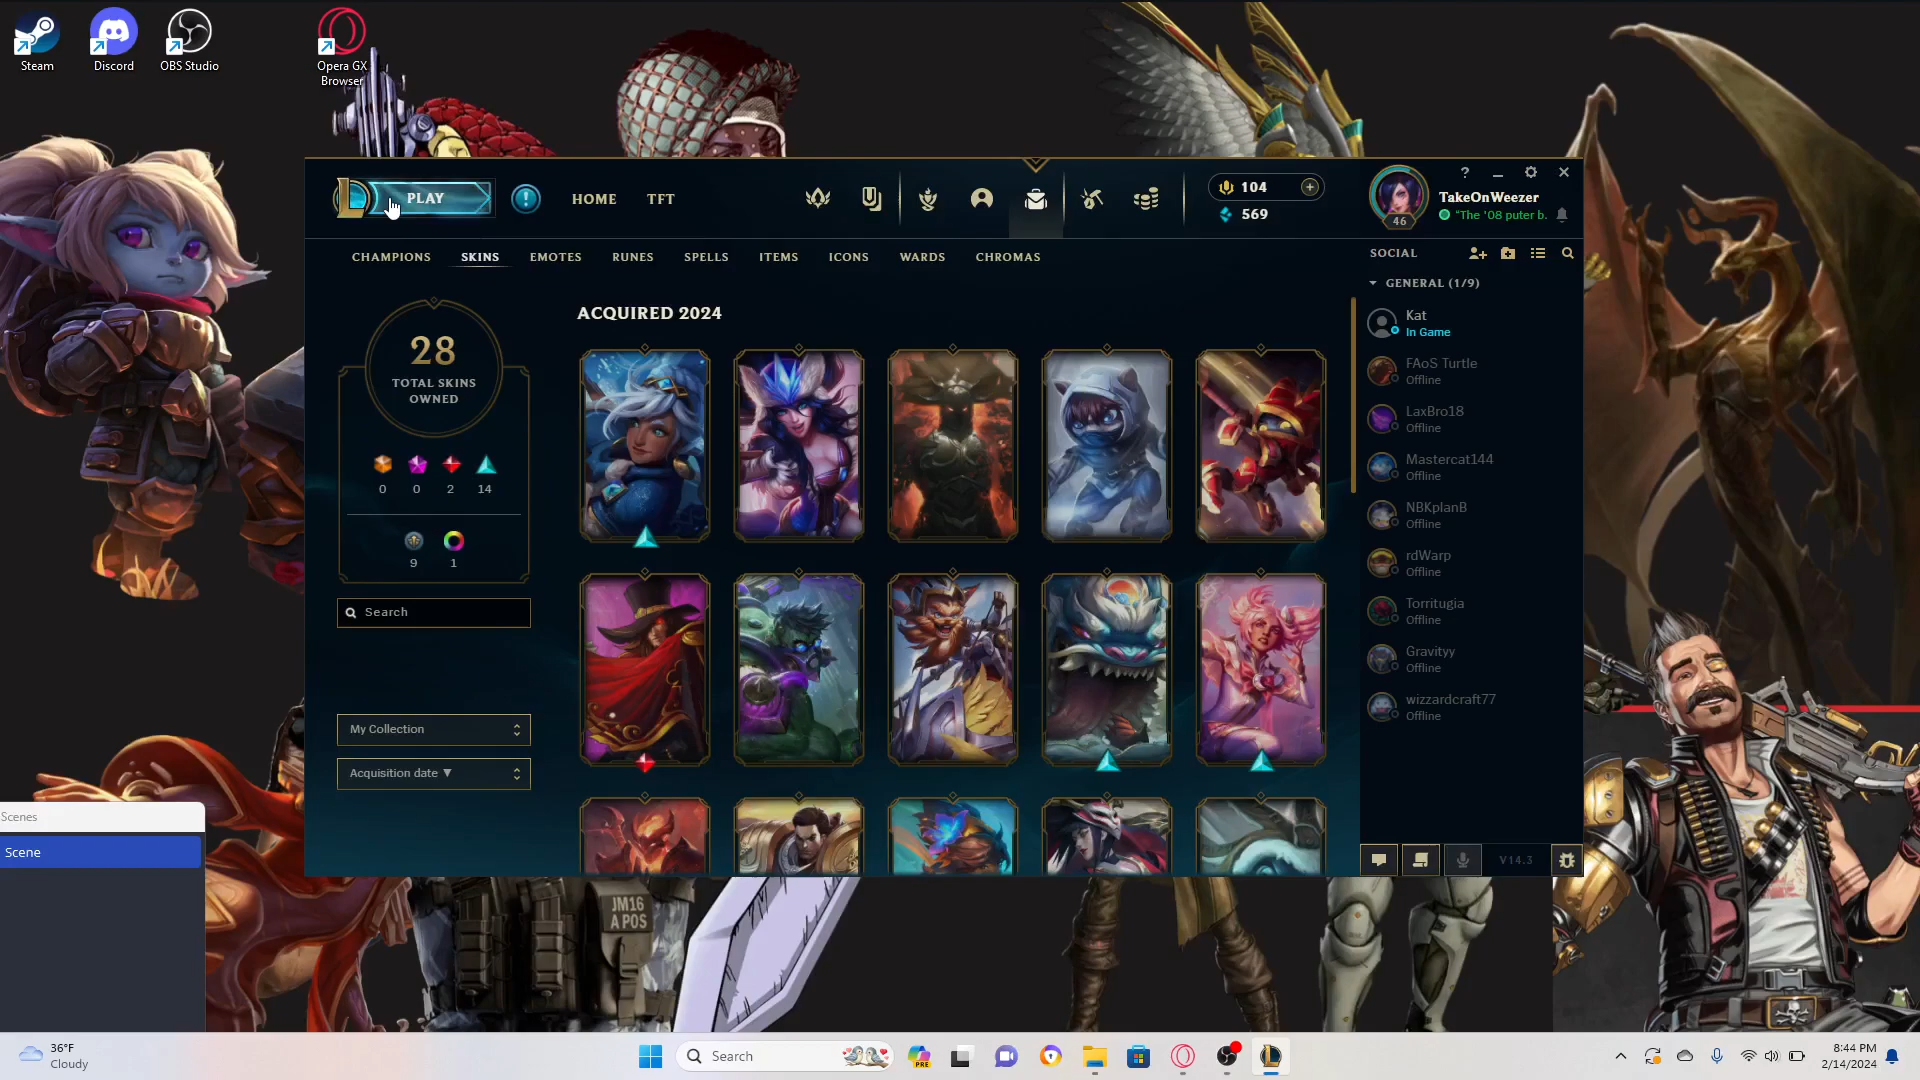 Steam
Discord
OBS Studio
Opera GX
Browser
PLAY
HOME
TFT
104
569
46
TakeOnWeezer
"The '08 puter b.
CHAMPIONS
SKINS
EMOTES
RUNES
SPELLS
ITEMS
ICONS
WARDS
CHROMAS
SOCIAL
GENERAL (1/9)
28
TOTAL SKINS
OWNED
0
0
2
14
9
1
Search
My Collection
Acquisition date ▼
ACQUIRED 2024
Kat
In Game
FAoS Turtle
Offline
LaxBro18
Offline
Mastercat144
Offline
NBKplanB
Offline
rdWarp
Offline
Torritugia
Offline
Gravityy
Offline
wizzardcraft77
Offline
V14.3
Scenes
Scene
JM16
A POS
36°F
Cloudy
Search
PRE
8:44 PM
2/14/2024